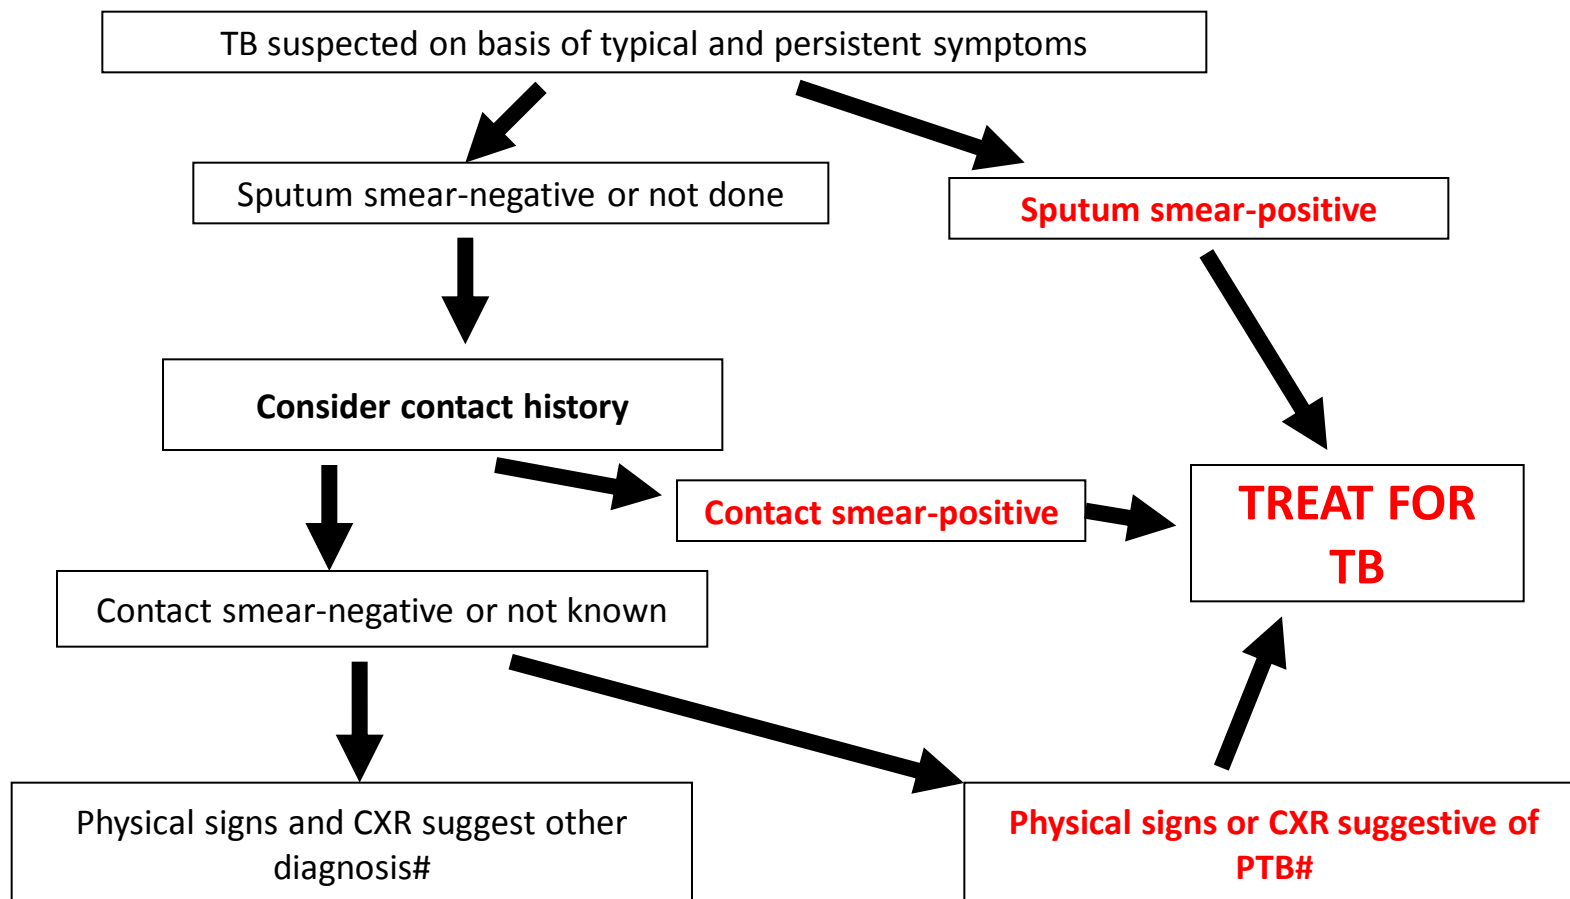 TB suspected on basis of typical and persistent symptoms
Sputum smear-negative or not done
Sputum smear-positive
Consider contact history
Contact smear-positive
TREAT FOR
TB
Contact smear-negative or not known
Physical signs and CXR suggest other
diagnosis#
Physical signs or CXR suggestive of
PTB#